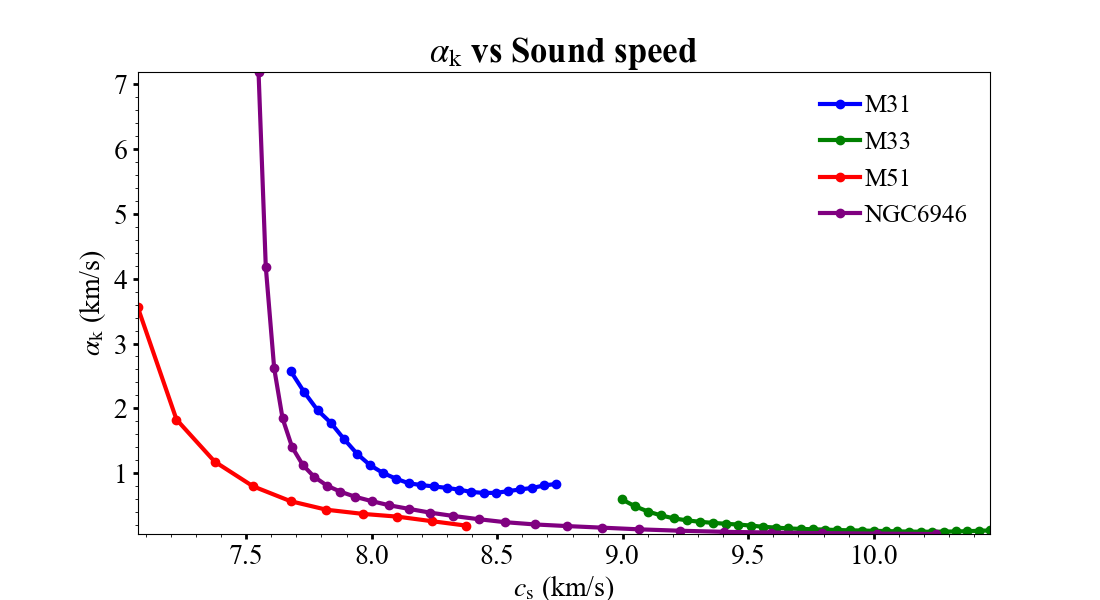 αk vs Sound speed
7
6
5
4
3
2
1
αk (km/s)
M31
M33
M51
NGC6946
7.5 8.0 8.5 9.0 9.5 10.0
cs (km/s)